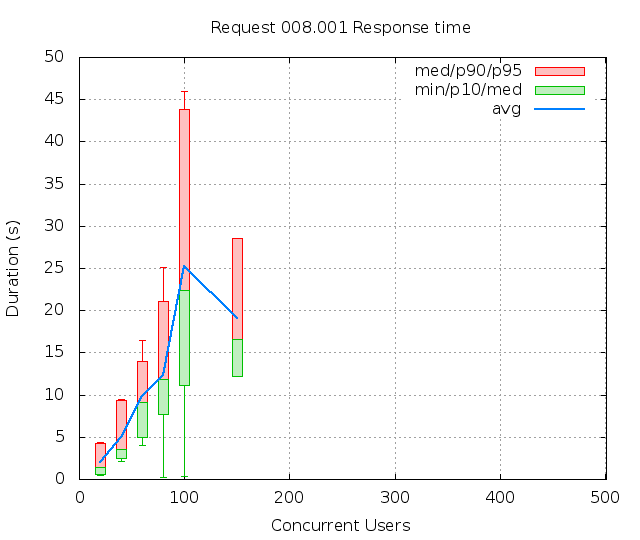 Request 008.001 Response time
med/p90/p95
min/p10/med
avg
Duration (s)
50
45
40
35
30
25
20
15
10
5
0
0 100 200 300 400 500
Concurrent Users